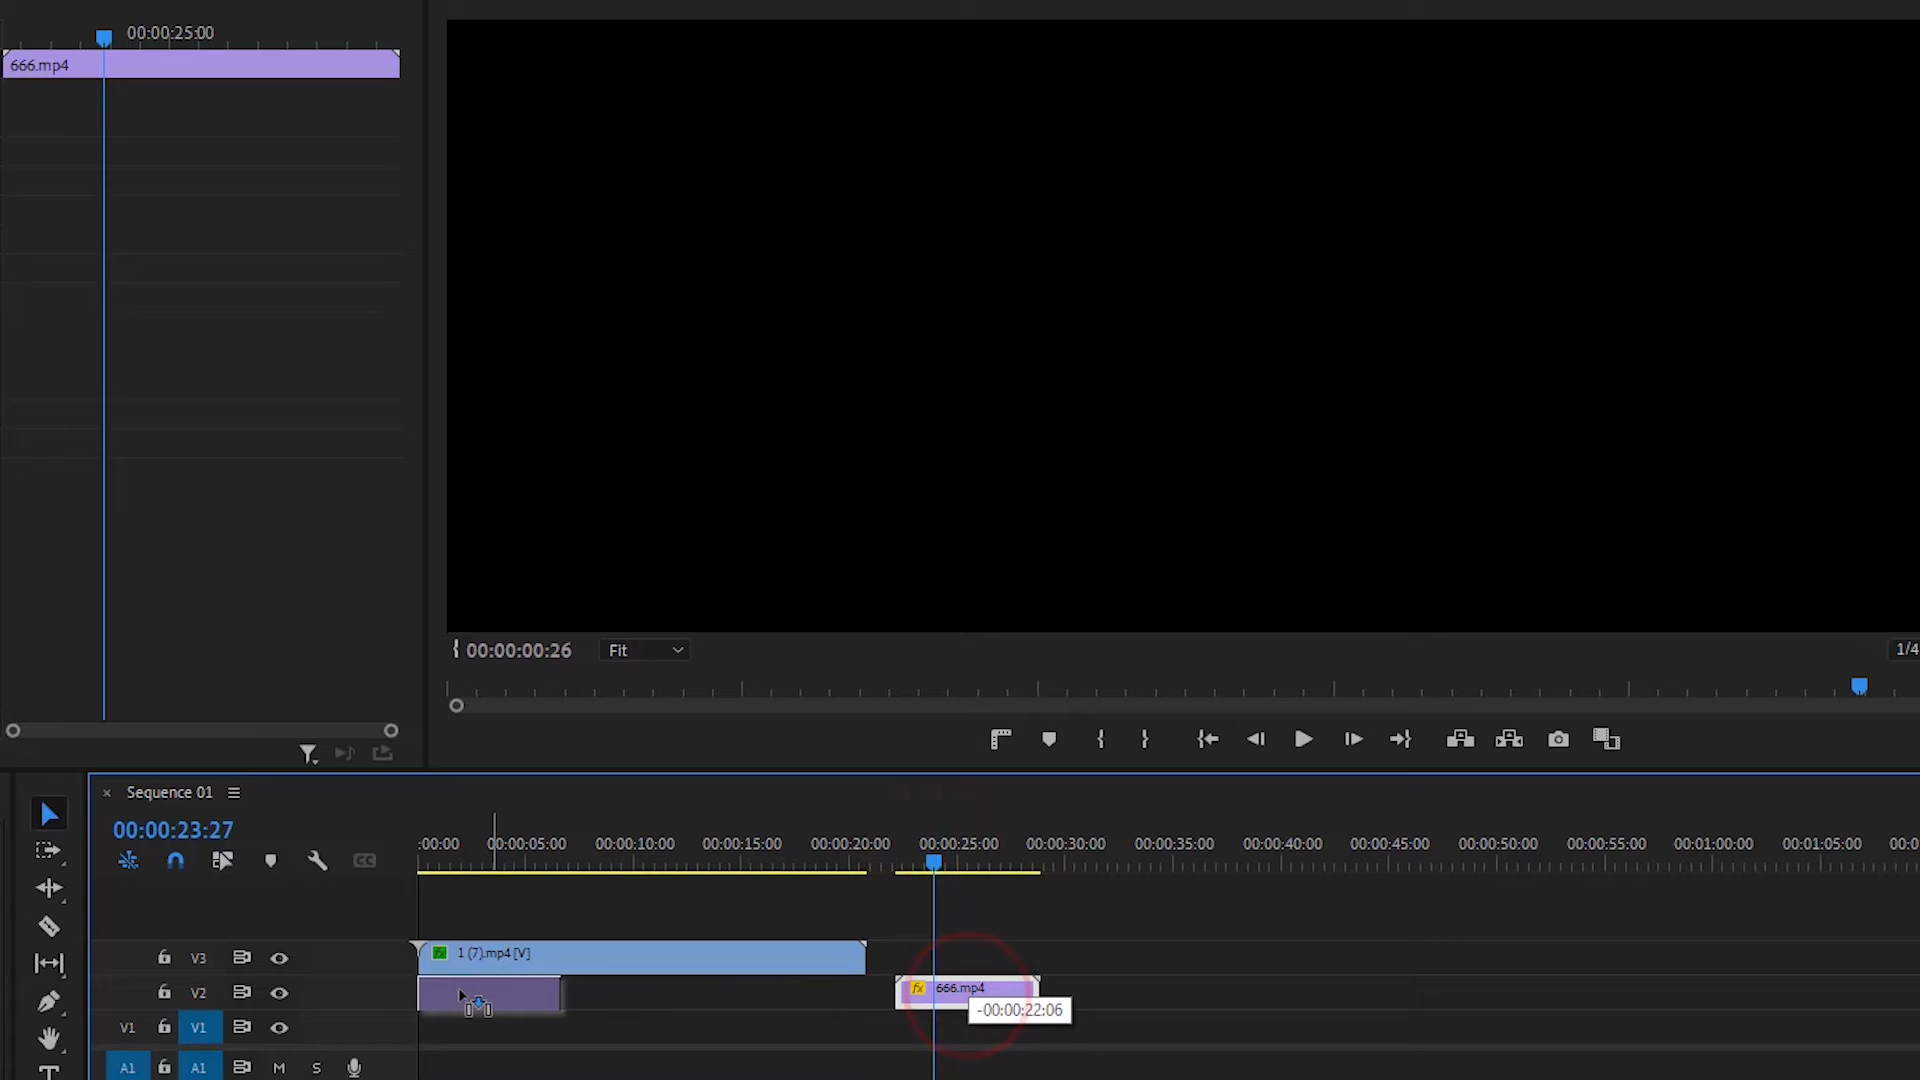 00:00:25:00
666.mp4
00:00:00:26
Fit
1/4
Sequence 01
00:00:23:27
:00:00
00:00:05:00
00:00:10:00
00:00:15:00
00:00:20:00
00:00:25:00
00:00:30:00
00:00:35:00
00:00:40:00
00:00:45:00
00:00:50:00
00:00:55:00
00:01:00:00
00:01:05:00
00:0
CC
V3
fx
1 (7).mp4 [V]
V2
fx
666.mp4
-00:00:22:06
V1
V1
A1
A1
M
S